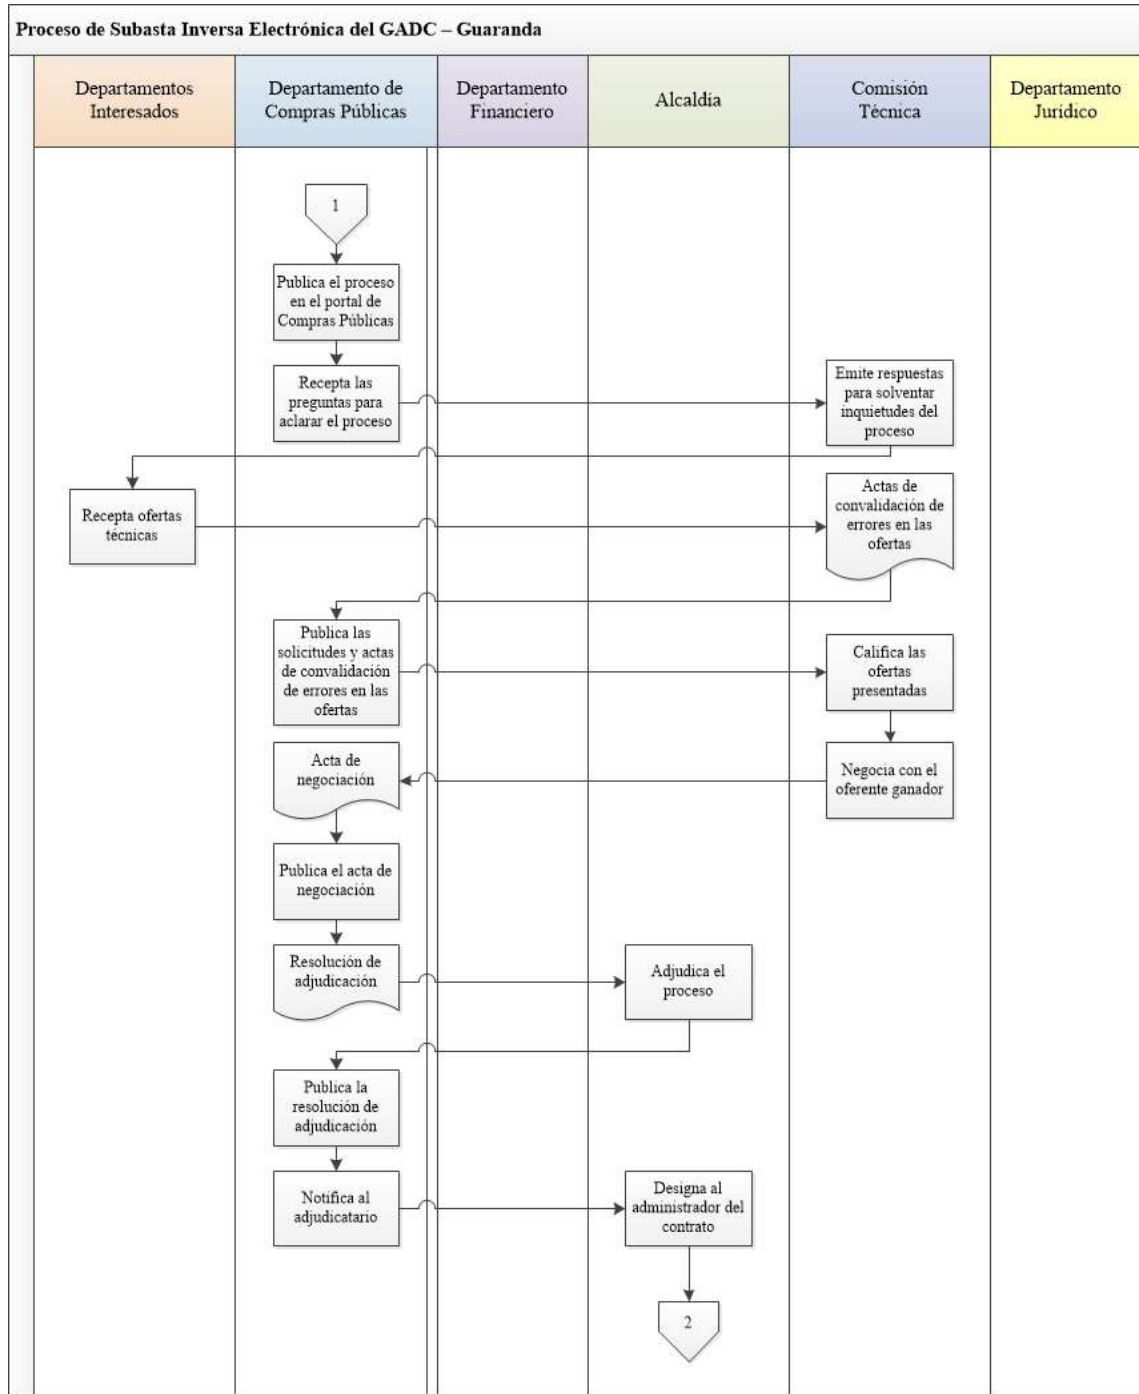 Proceso de Subasta Inversa Electrónica del GADC – Guaranda
Departamentos
Interesados
Departamento de
Compras Públicas
Departamento
Financiero
Alcaldía
Comisión
Técnica
Departamento
Jurídico
1
Publica el proceso
en el portal de
Compras Públicas
Recepta las
preguntas para
aclarar el proceso
Emite respuestas
para solventar
inquietudes del
proceso
Recepta ofertas
técnicas
Actas de
convalidación de
errores en las
ofertas
Publica las
solicitudes y actas
de convalidación
de errores en las
ofertas
Califica las
ofertas
presentadas
Negocia con el
oferente ganador
Acta de
negociación
Publica el acta de
negociación
Resolución de
adjudicación
Adjudica el
proceso
Publica la
resolución de
adjudicación
Notifica al
adjudicatario
Designa al
administrador del
contrato
2